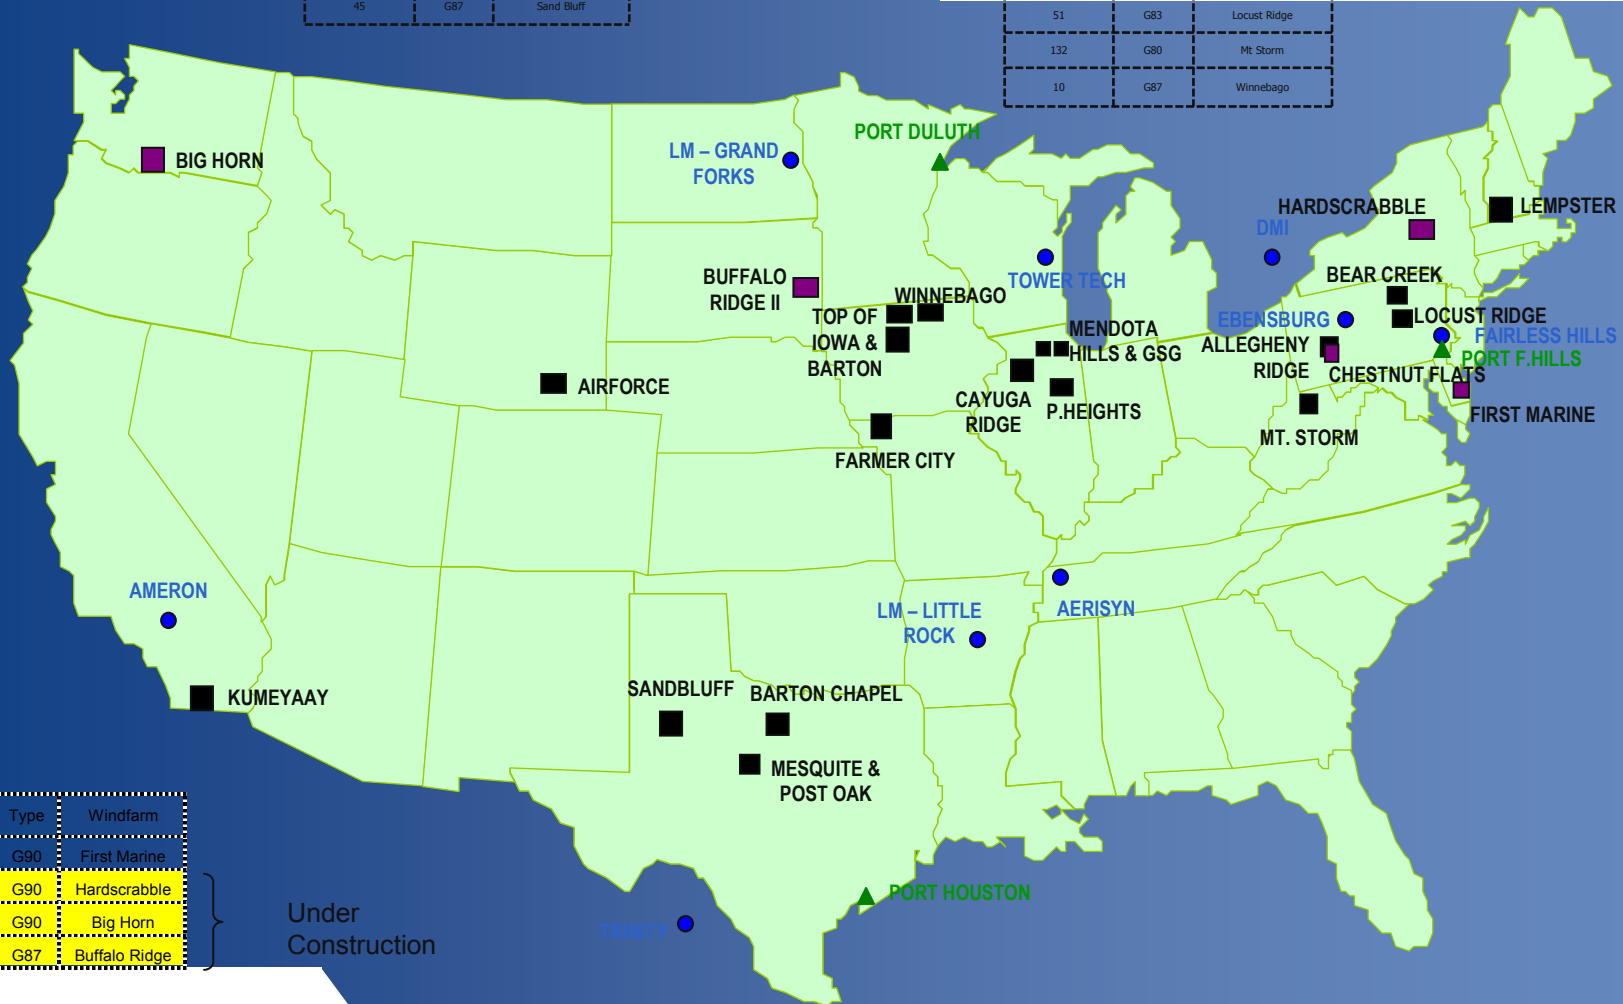 45 G87 Sand Bluff
51 G83 Locust Ridge
132 G80 Mt Storm
10 G87 Winnebago
PORT DULUTH
LM – GRAND
FORKS
BIG HORN
HARDSCRABBLE
LEMPSTER
DMI
BUFFALO
RIDGE II
TOWER TECH
BEAR CREEK
WINNEBAGO
TOP OF
IOWA &
BARTON
MENDOTA
HILLS & GSG
EBENSBURG
LOCUST RIDGE
FAIRLESS HILLS
ALLEGHENY
RIDGE
PORT F.HILLS
CHESTNUT FLATS
AIRFORCE
CAYUGA
RIDGE
P.HEIGHTS
FIRST MARINE
MT. STORM
FARMER CITY
AMERON
LM – LITTLE
ROCK
AERISYN
KUMEYAAY
SANDBLUFF
BARTON CHAPEL
MESQUITE &
POST OAK
PORT HOUSTON
TRINITY
Type Windfarm
G90 First Marine
G90 Hardscrabble
G90 Big Horn
G87 Buffalo Ridge
Under
Construction